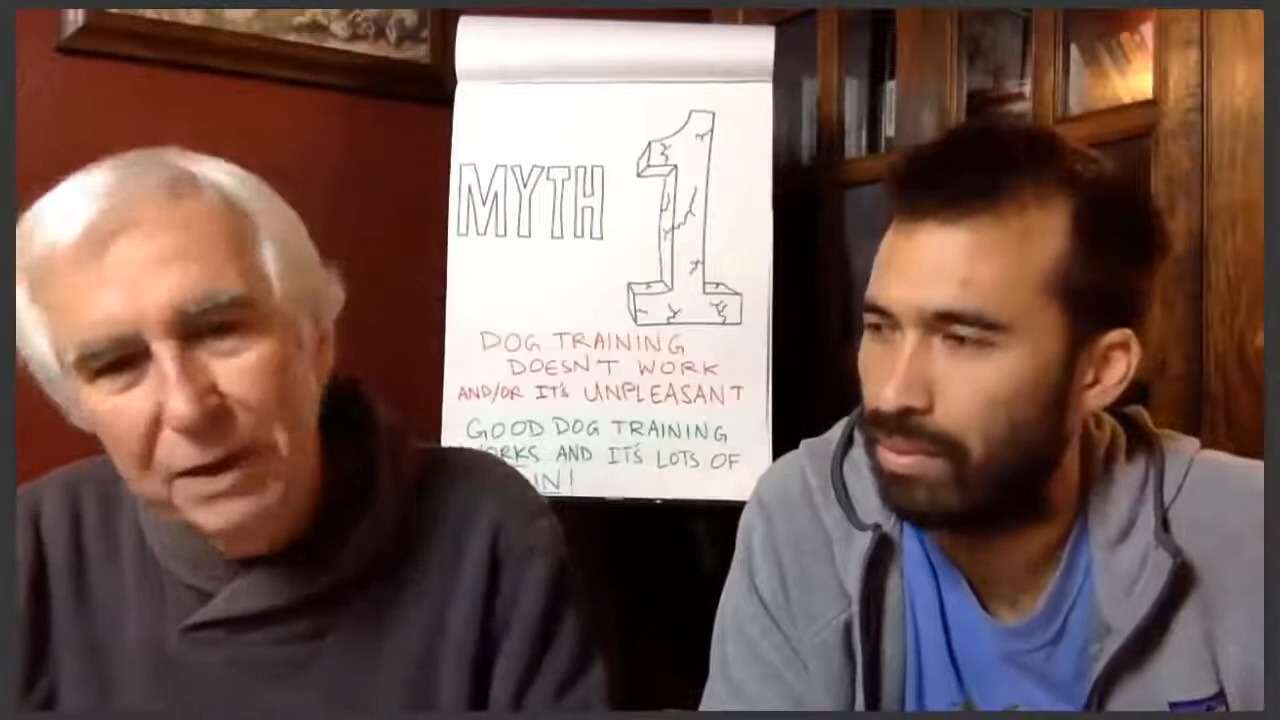 MYTH 1
DOG TRAINING
DOESN'T WORK
AND/OR IT'S UNPLEASANT
GOOD DOG TRAINING
AND IT'S LOTS OF